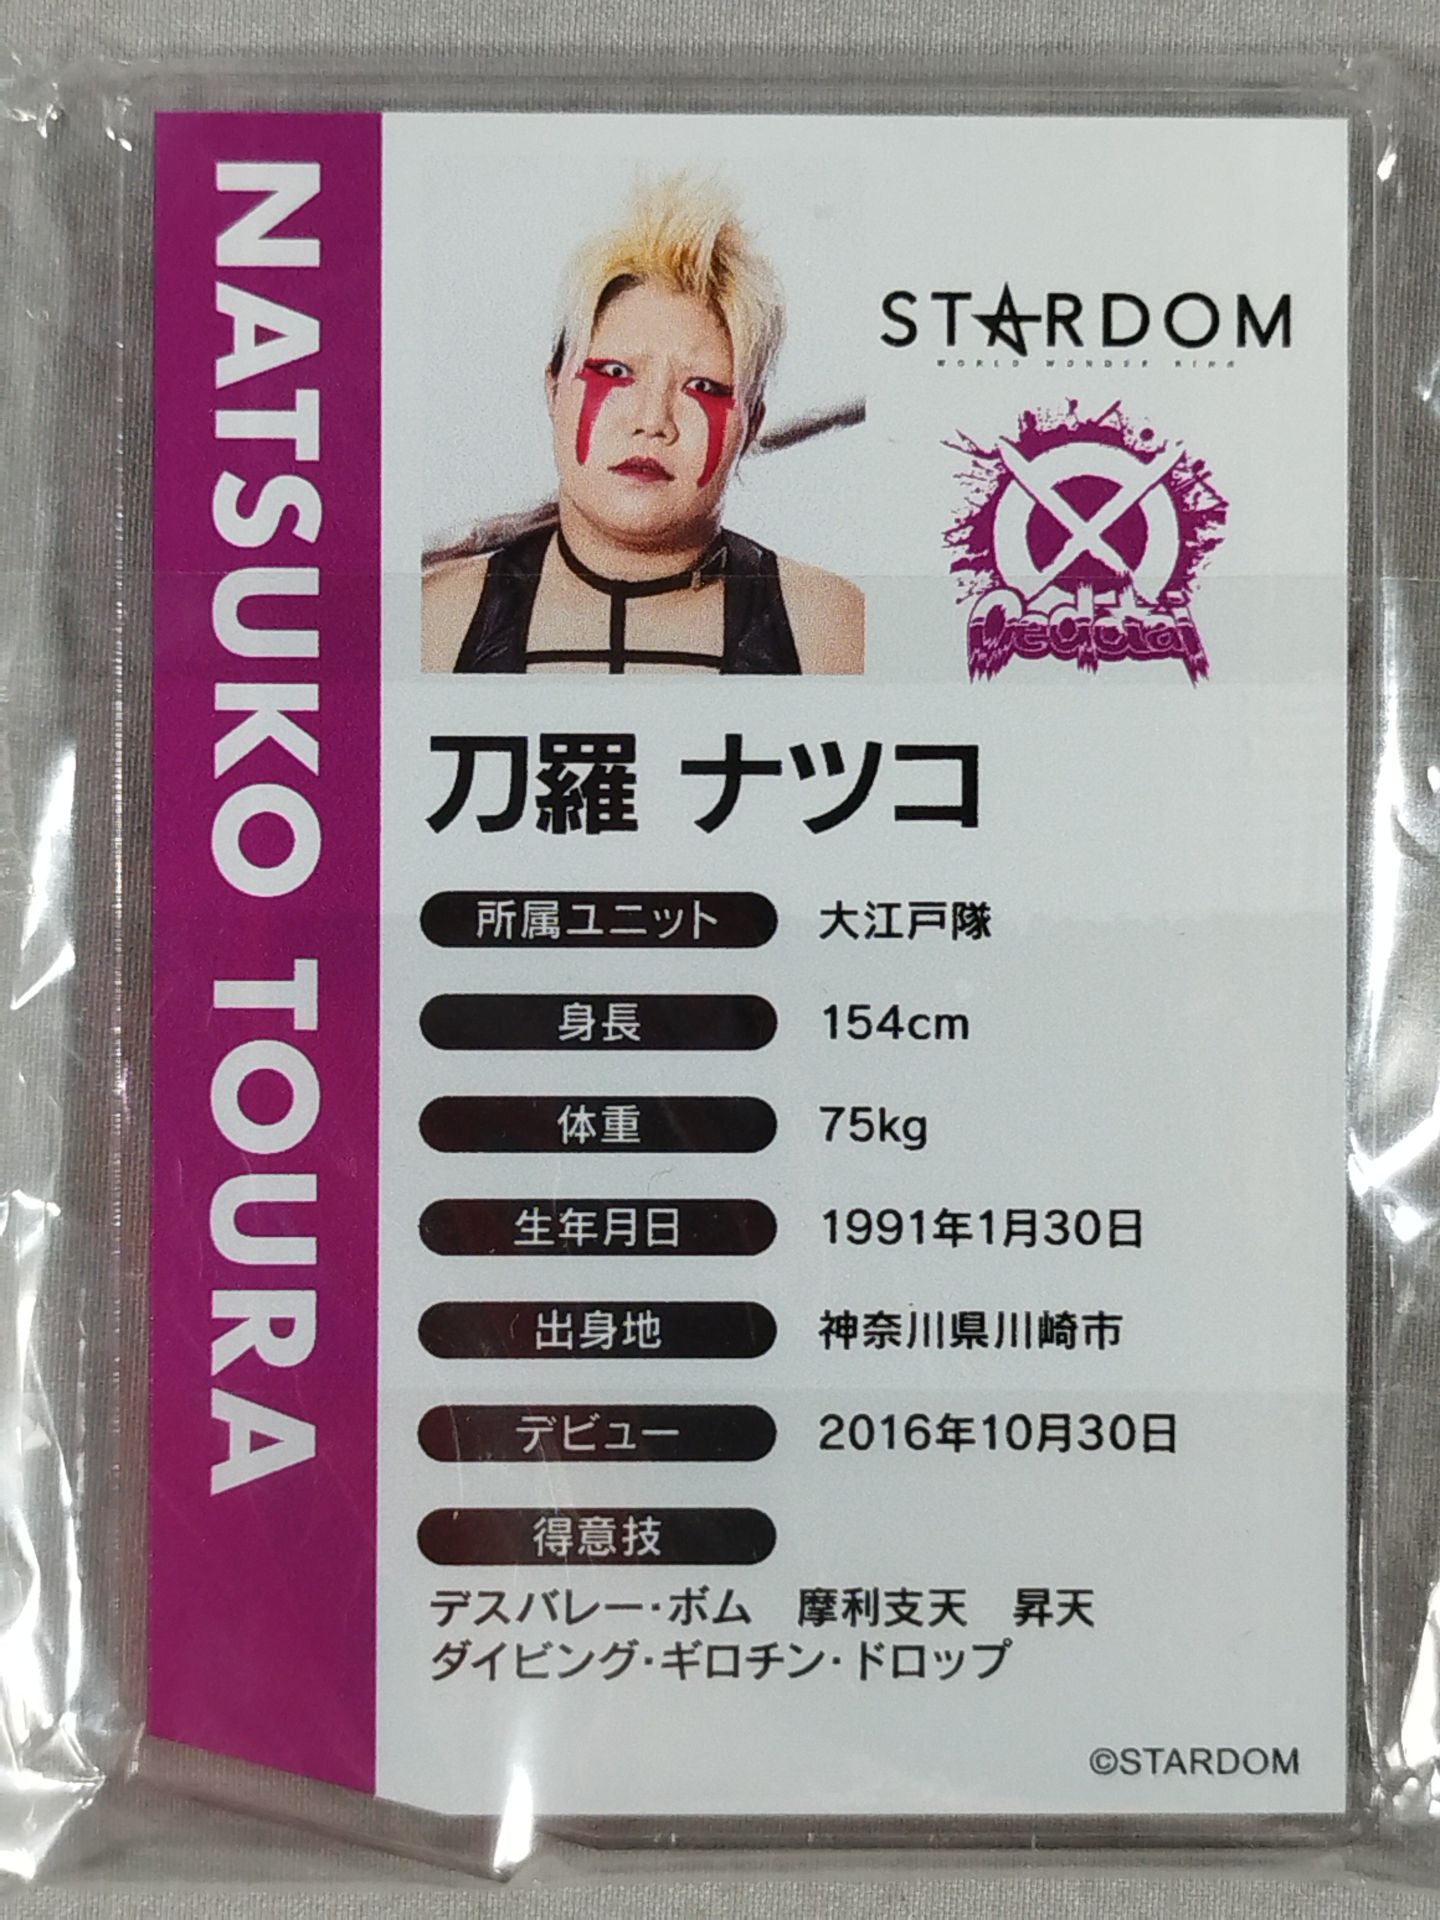 NATSUKO TOURA
STARDOM
WORLD WONDER RING
Oedotai
刀羅 ナツコ
所属ユニット 大江戸隊
身長 154cm
体重 75kg
生年月日 1991年1月30日
出身地 神奈川県川崎市
デビュー 2016年10月30日
得意技
デスバレー・ボム 摩利支天 昇天
ダイビング・ギロチン・ドロップ
©STARDOM